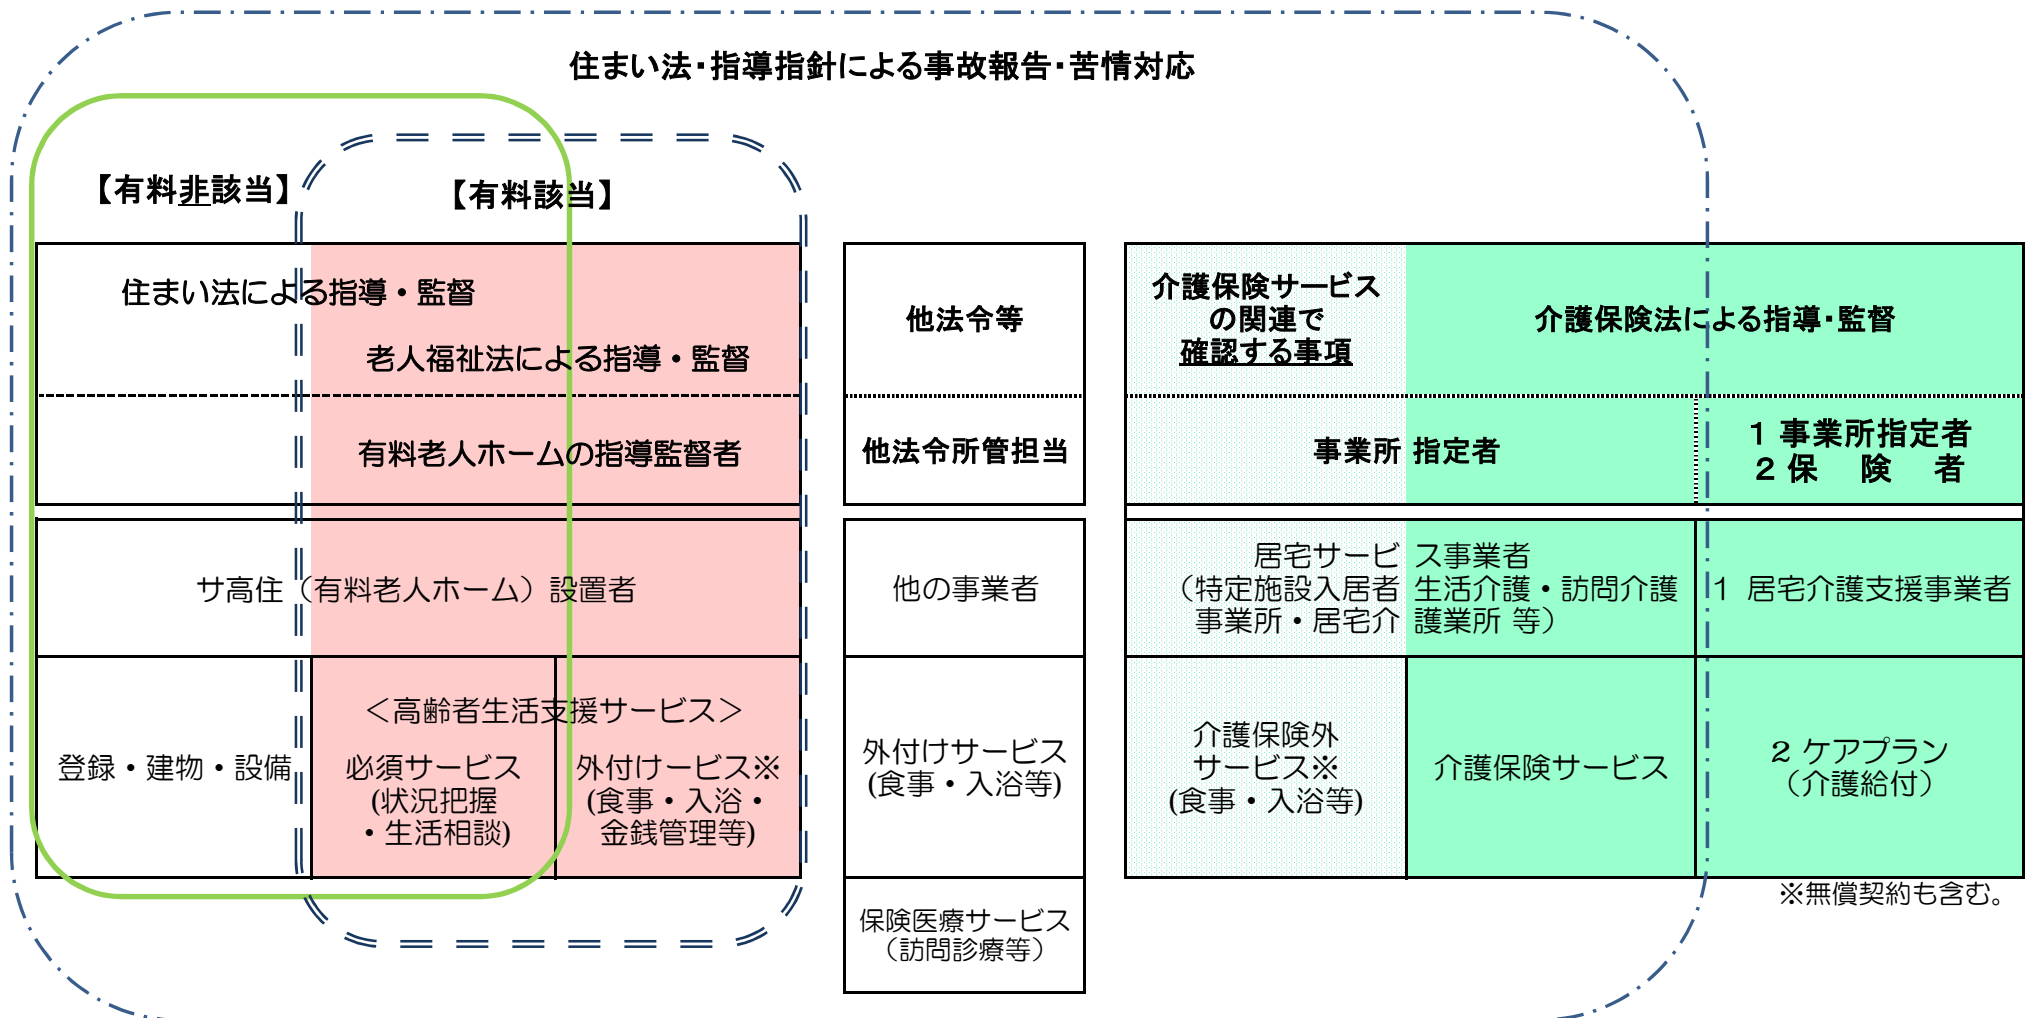 住まい法・指導指針による事故報告・苦情対応
【有料非該当】
【有料該当】
住まい法による指導・監督
老人福祉法による指導・監督
有料老人ホームの指導監督者
サ高住（有料老人ホーム）設置者
登録・建物・設備
＜高齢者生活支援サービス＞
必須サービス
(状況把握
・生活相談)
外付けービス※
(食事・入浴・
金銭管理等)
他法令等
他法令所管担当
他の事業者
外付けサービス
(食事・入浴等)
保険医療サービス
（訪問診療等）
介護保険サービス
の関連で
確認する事項
介護保険法による指導・監督
事業所 指定者
1 事業所指定者
2 保　険　者
居宅サービ ス事業者
（特定施設入居者 生活介護・訪問介護
事業所・居宅介 護業所 等）
1 居宅介護支援事業者
介護保険外
サービス※
(食事・入浴等)
介護保険サービス
2 ケアプラン
（介護給付）
※無償契約も含む。